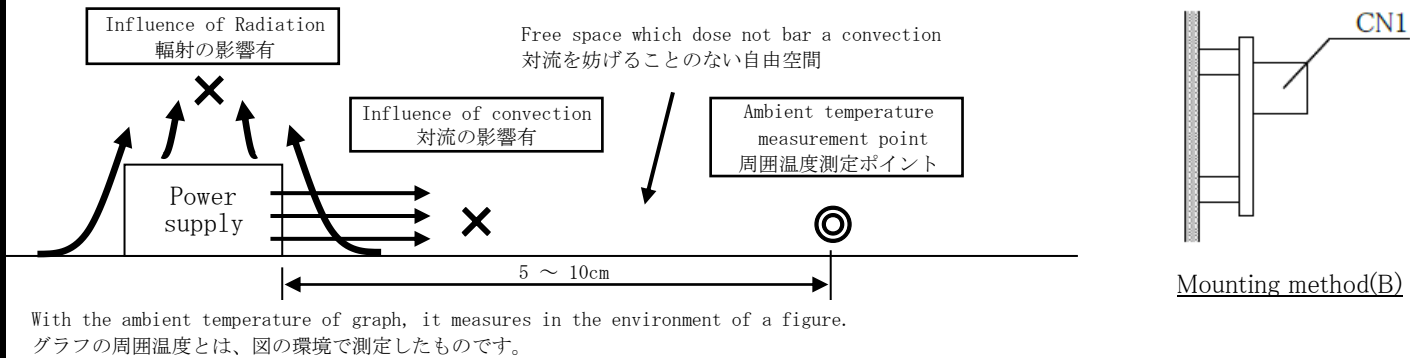 Influence of Radiation
輻射の影響有
Free space which dose not bar a convection
対流を妨げることのない自由空間
Influence of convection
対流の影響有
Ambient temperature
measurement point
周囲温度測定ポイント
Power
supply
5 ～ 10cm
With the ambient temperature of graph, it measures in the environment of a figure.
グラフの周囲温度とは、図の環境で測定したものです。
CN1
Mounting method(B)